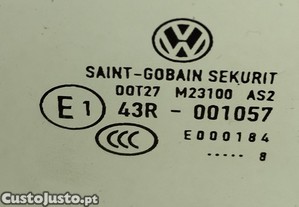 SAINT-GOBAIN SEKURIT
DOT27 M23100 AS2
E1 43R - 001057
CCC E000184
····· 8
CustoJusto.pt